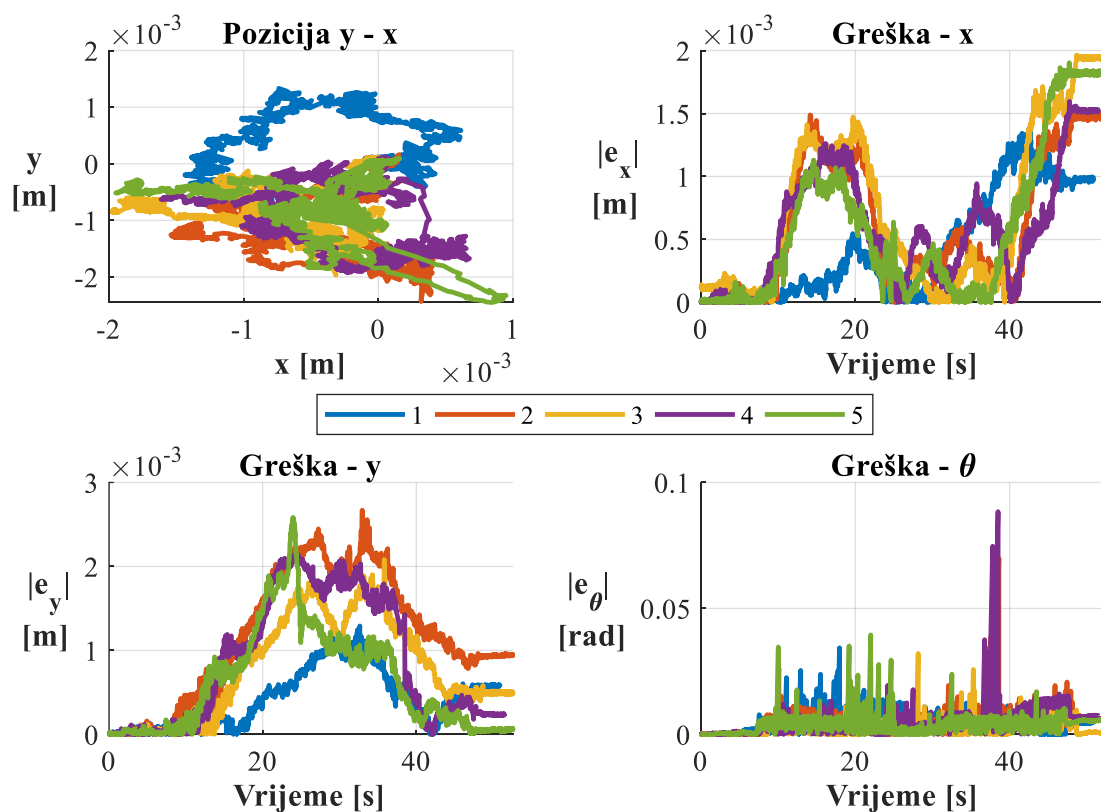 ×10⁻³
Pozicija y - x
2
1
0
-1
-2
y
[m]
-2
-1
0
1
x [m]
×10⁻³
×10⁻³
Greška - x
2
1.5
1
0.5
0
|eₓ|
[m]
0
20
40
Vrijeme [s]
1 2 3 4 5
×10⁻³
Greška - y
3
2
1
0
|e_y|
[m]
0
20
40
Vrijeme [s]
Greška - θ
0.1
0.05
0
|e_θ|
[rad]
0
20
40
Vrijeme [s]